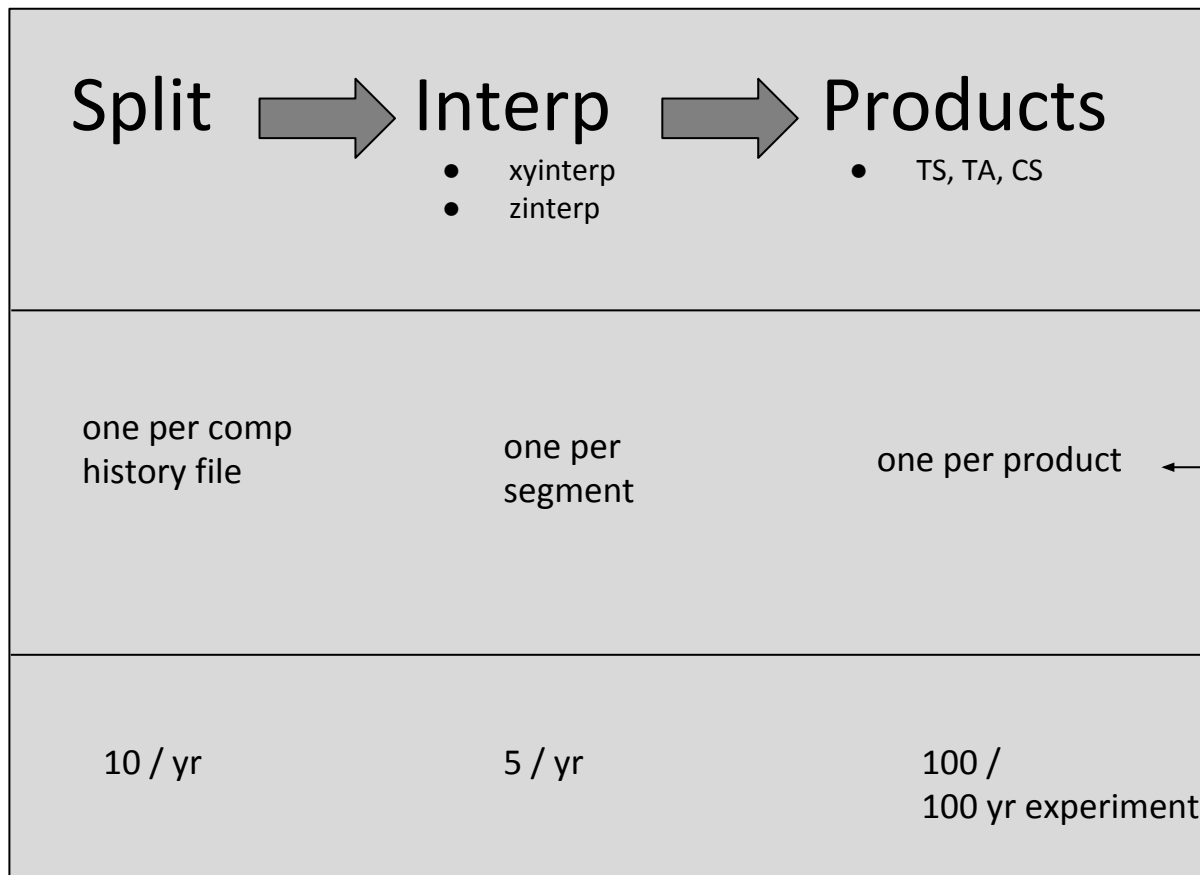 Split
Interp
Products
● xyinterp
● zinterp
● TS, TA, CS
one per comp
history file
one per
segment
one per product
10 / yr
5 / yr
100 /
100 yr experiment